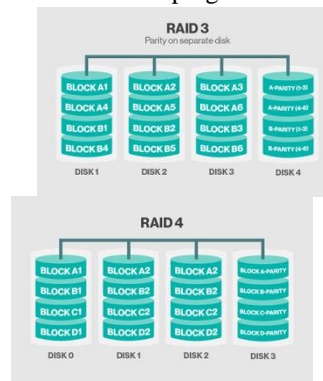 RAID 3
Parity on separate disk
BLOCK A1 BLOCK A2 BLOCK A3 A-PARITY (1-3)
BLOCK A4 BLOCK A5 BLOCK A6 A-PARITY (4-6)
BLOCK B1 BLOCK B2 BLOCK B3 B-PARITY (1-3)
BLOCK B4 BLOCK B5 BLOCK B6 B-PARITY (4-6)
DISK 1 DISK 2 DISK 3 DISK 4
RAID 4
BLOCK A1 BLOCK A2 BLOCK A2 BLOCK A-PARITY
BLOCK B1 BLOCK B2 BLOCK B2 BLOCK B-PARITY
BLOCK C1 BLOCK C2 BLOCK C2 BLOCK C-PARITY
BLOCK D1 BLOCK D2 BLOCK D2 BLOCK D-PARITY
DISK 0 DISK 1 DISK 2 DISK 3